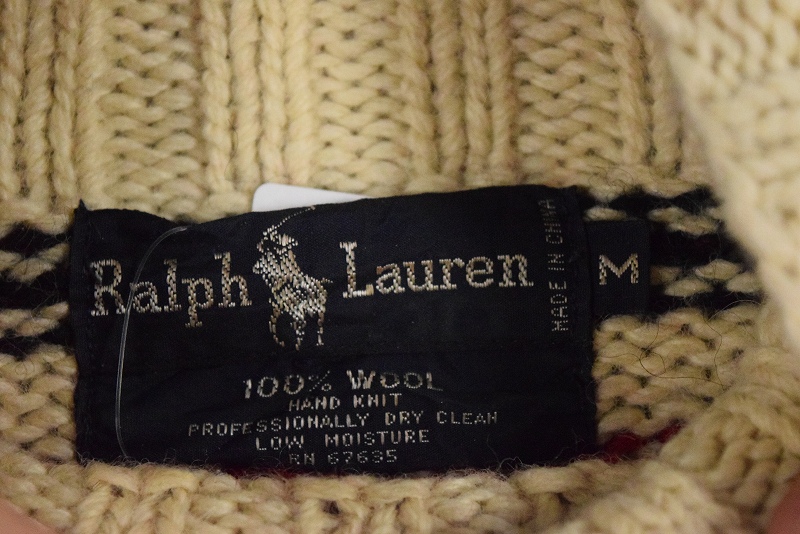 Ralph Lauren
MADE IN CHINA
M
100% WOOL
HAND KNIT
PROFESSIONALLY DRY CLEAN
LOW MOISTURE
RN 67635